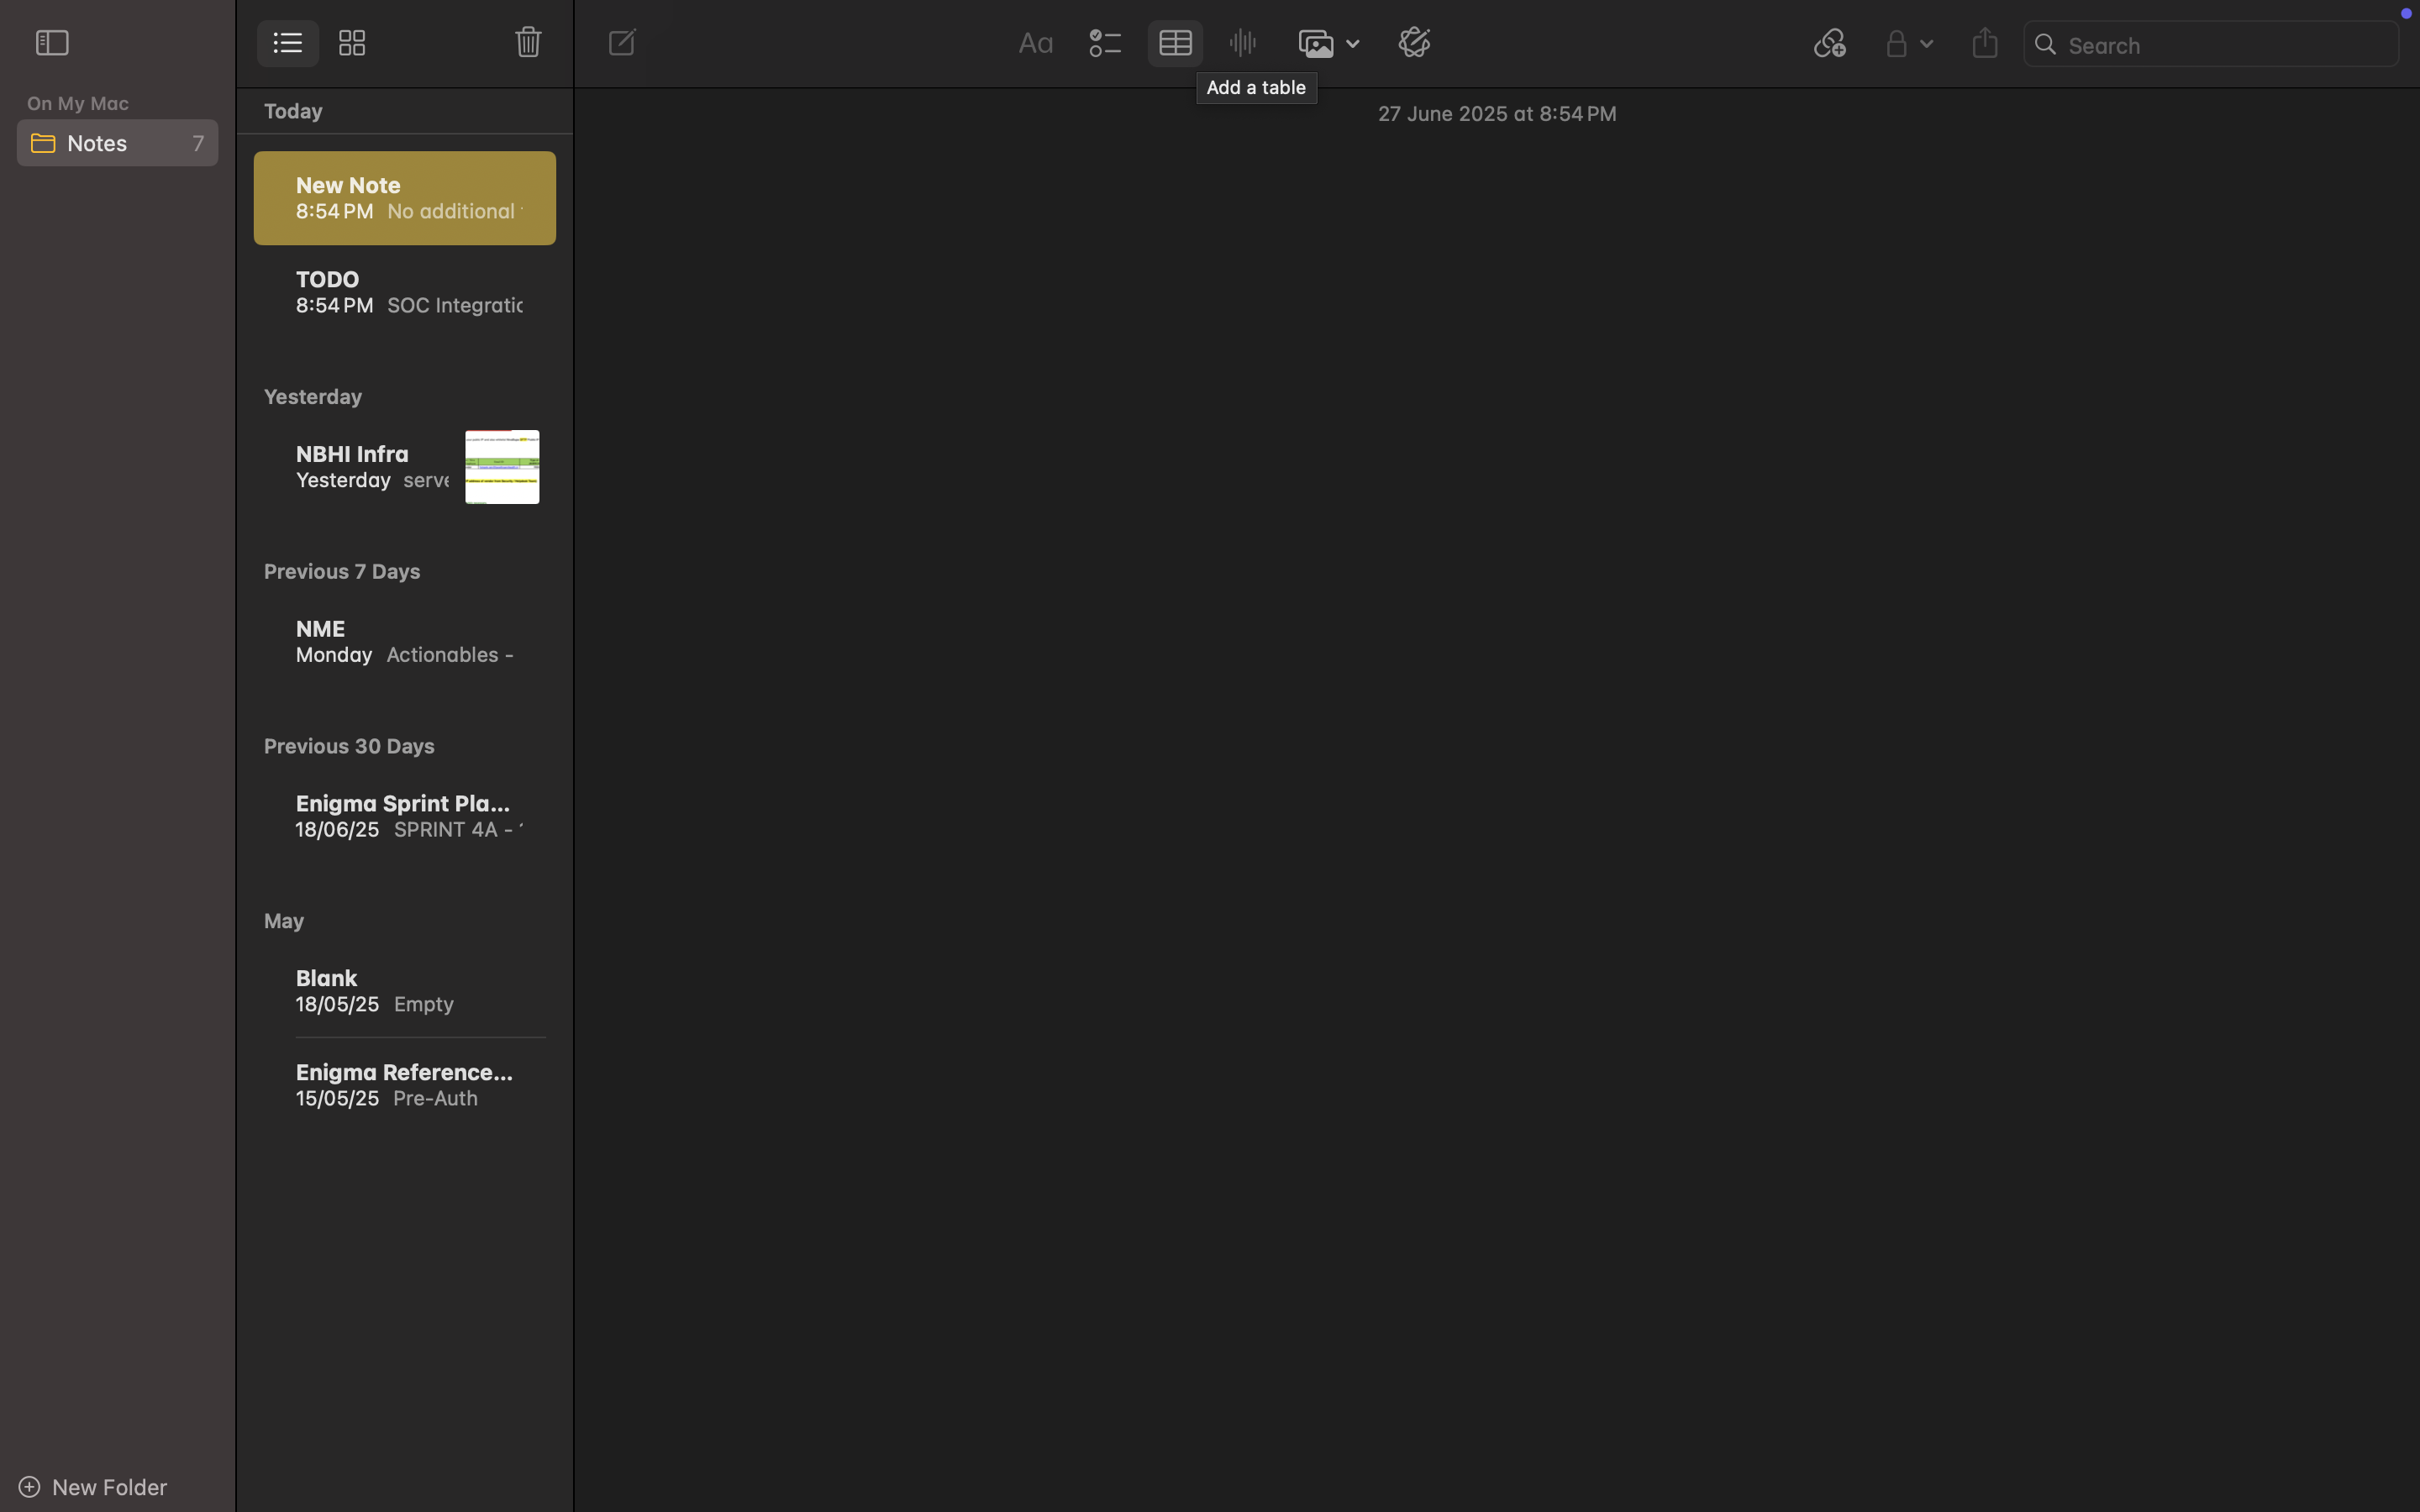 Search
Aa
Add a table
On My Mac
Notes 7
Today
27 June 2025 at 8:54 PM
New Note
8:54 PM No additional
TODO
8:54 PM SOC Integratic
Yesterday
NBHI Infra
Yesterday serve
Previous 7 Days
NME
Monday Actionables -
Previous 30 Days
Enigma Sprint Pla...
18/06/25 SPRINT 4A -
May
Blank
18/05/25 Empty
Enigma Reference...
15/05/25 Pre-Auth
New Folder